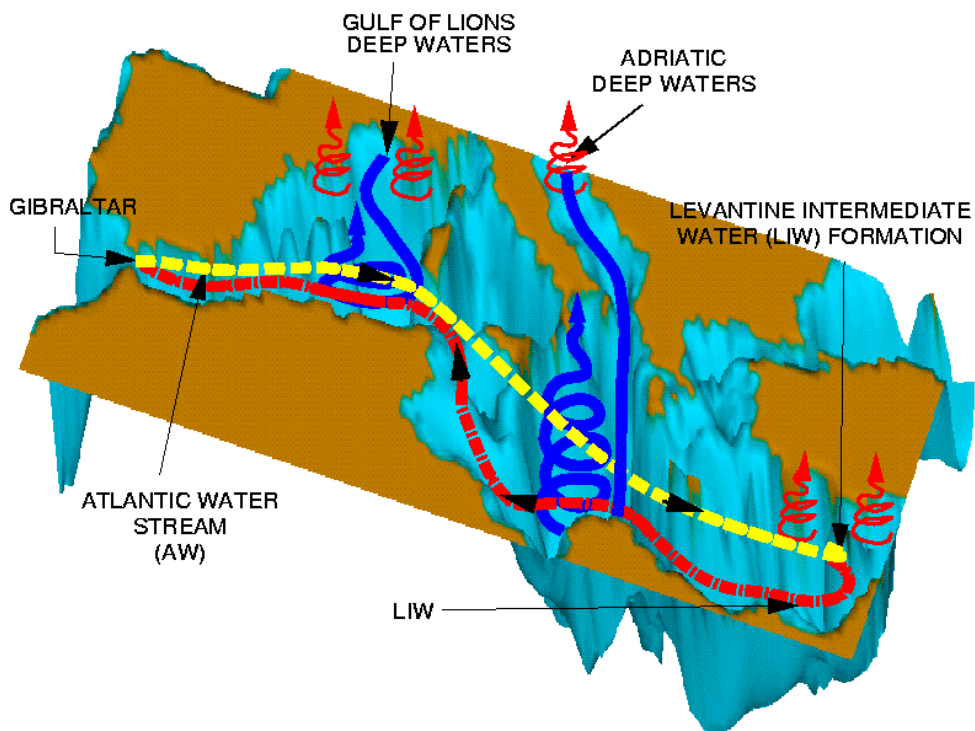 GULF OF LIONS
DEEP WATERS
ADRIATIC
DEEP WATERS
GIBRALTAR
LEVANTINE INTERMEDIATE
WATER (LIW) FORMATION
ATLANTIC WATER
STREAM
(AW)
LIW